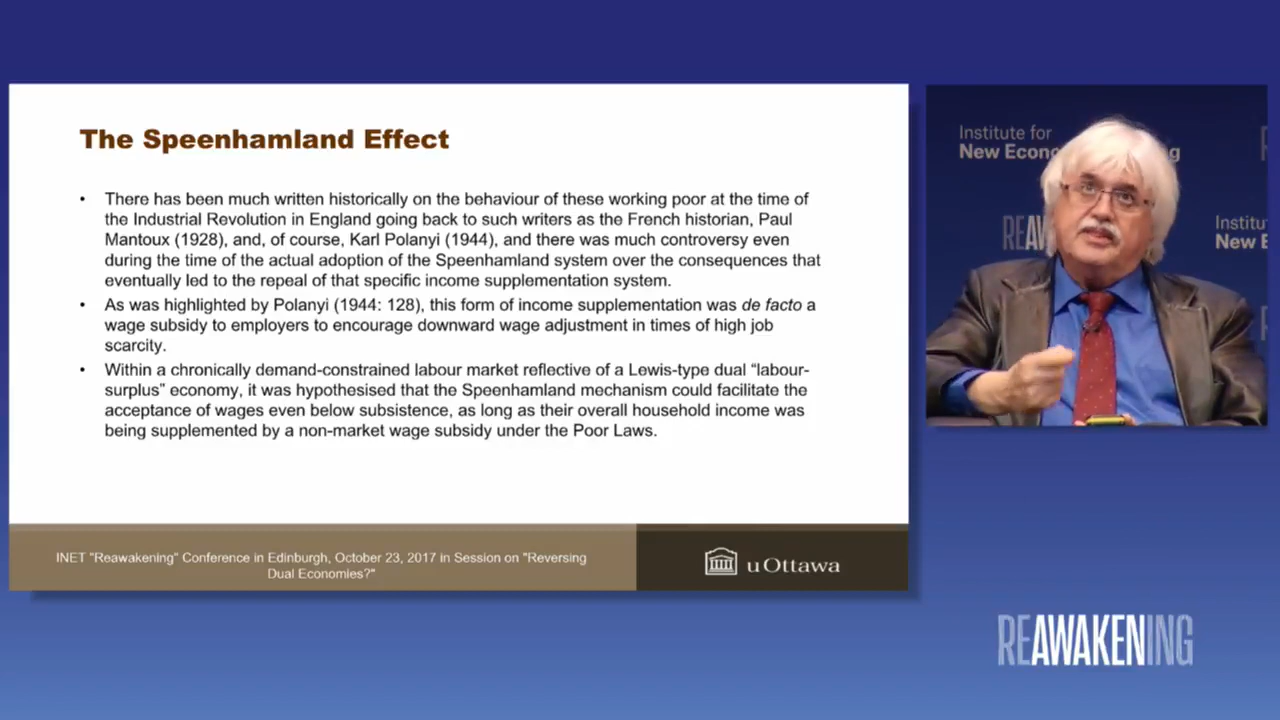 The Speenhamland Effect
• There has been much written historically on the behaviour of these working poor at the time of
the Industrial Revolution in England going back to such writers as the French historian, Paul
Mantoux (1928), and, of course, Karl Polanyi (1944), and there was much controversy even
during the time of the actual adoption of the Speenhamland system over the consequences that
eventually led to the repeal of that specific income supplementation system.
• As was highlighted by Polanyi (1944: 128), this form of income supplementation was de facto a
wage subsidy to employers to encourage downward wage adjustment in times of high job
scarcity.
• Within a chronically demand-constrained labour market reflective of a Lewis-type dual “labour-
surplus” economy, it was hypothesised that the Speenhamland mechanism could facilitate the
acceptance of wages even below subsistence, as long as their overall household income was
being supplemented by a non-market wage subsidy under the Poor Laws.
INET "Reawakening" Conference in Edinburgh, October 23, 2017 in Session on "Reversing
Dual Economies?"
uOttawa
Institute for
New Econo
g
REAW
Institu
New E
REAWAKENING